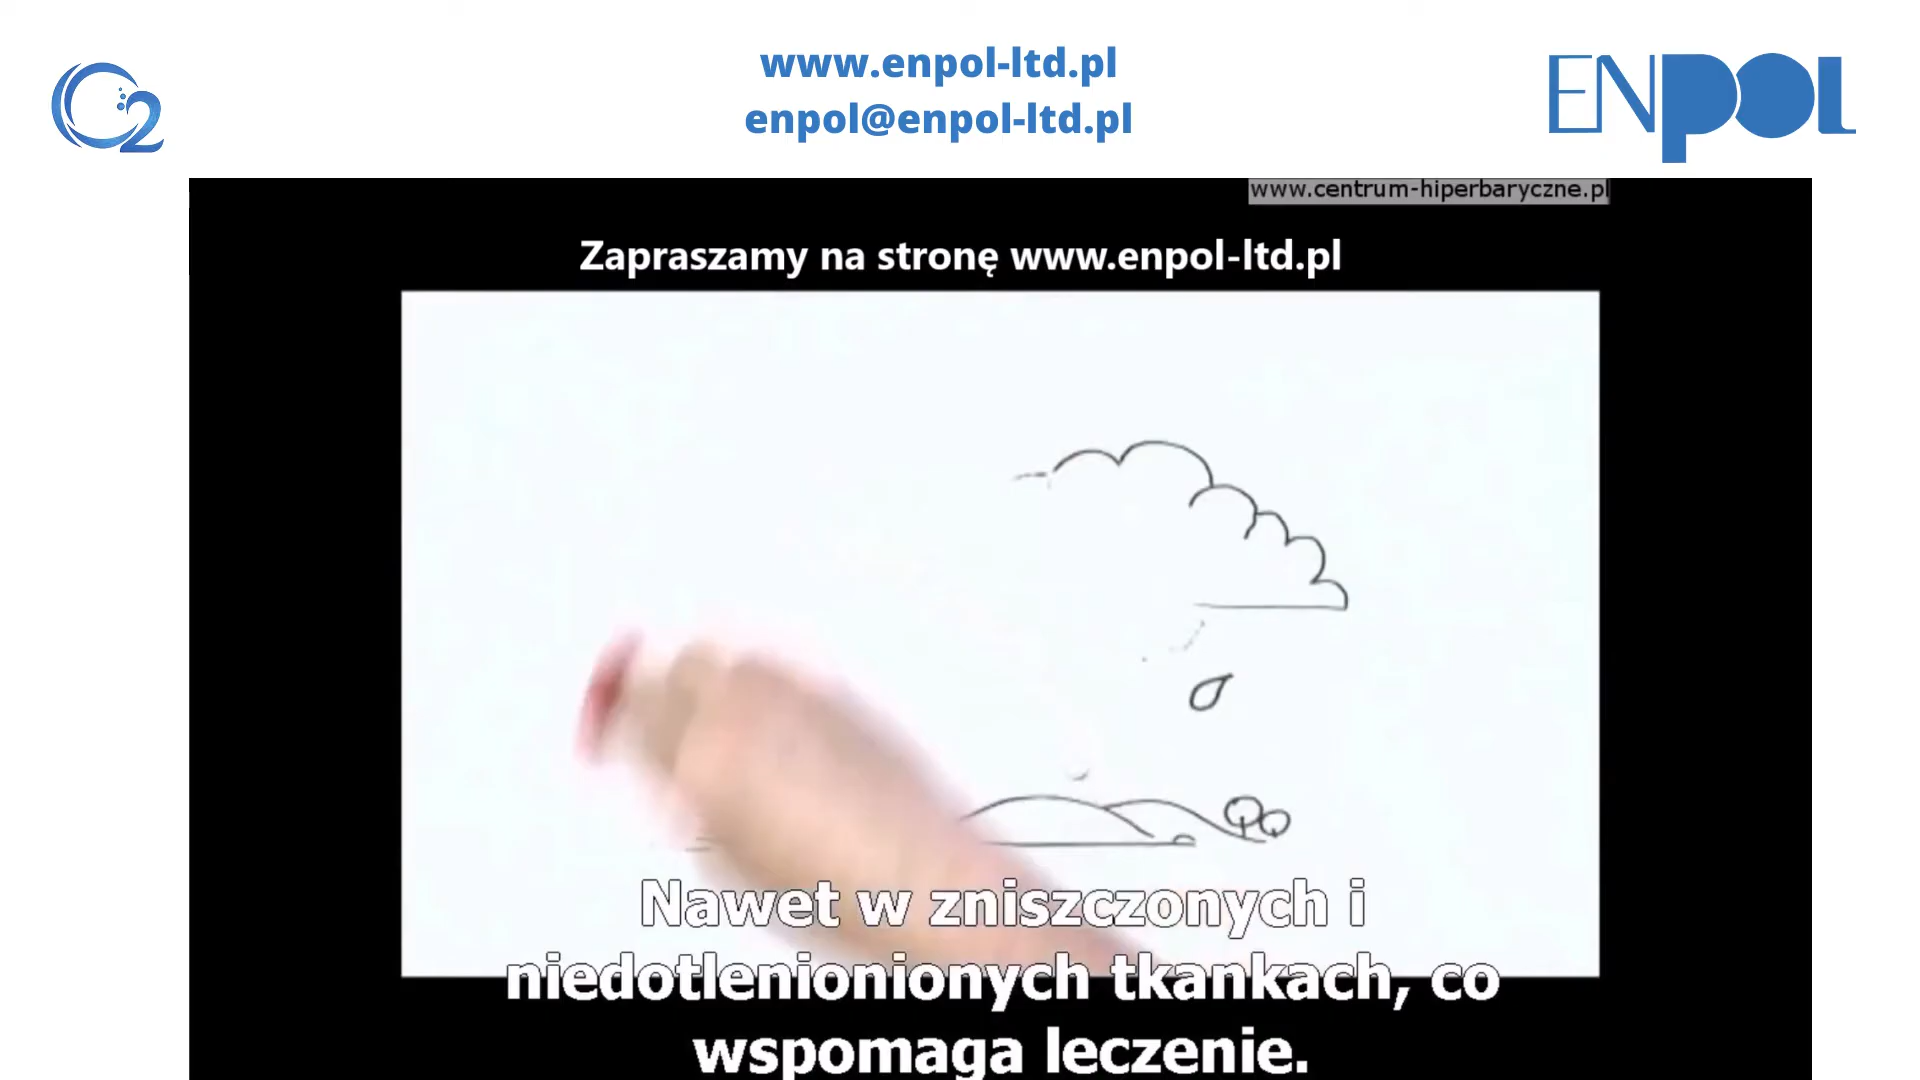 www.enpol-ltd.pl
enpol@enpol-ltd.pl
O2
ENPOL
www.centrum-hiperbaryczne.pl
Zapraszamy na stronę www.enpol-ltd.pl
Nawet w zniszczonych i
niedotlenionionych tkankach, co
wspomaga leczenie.